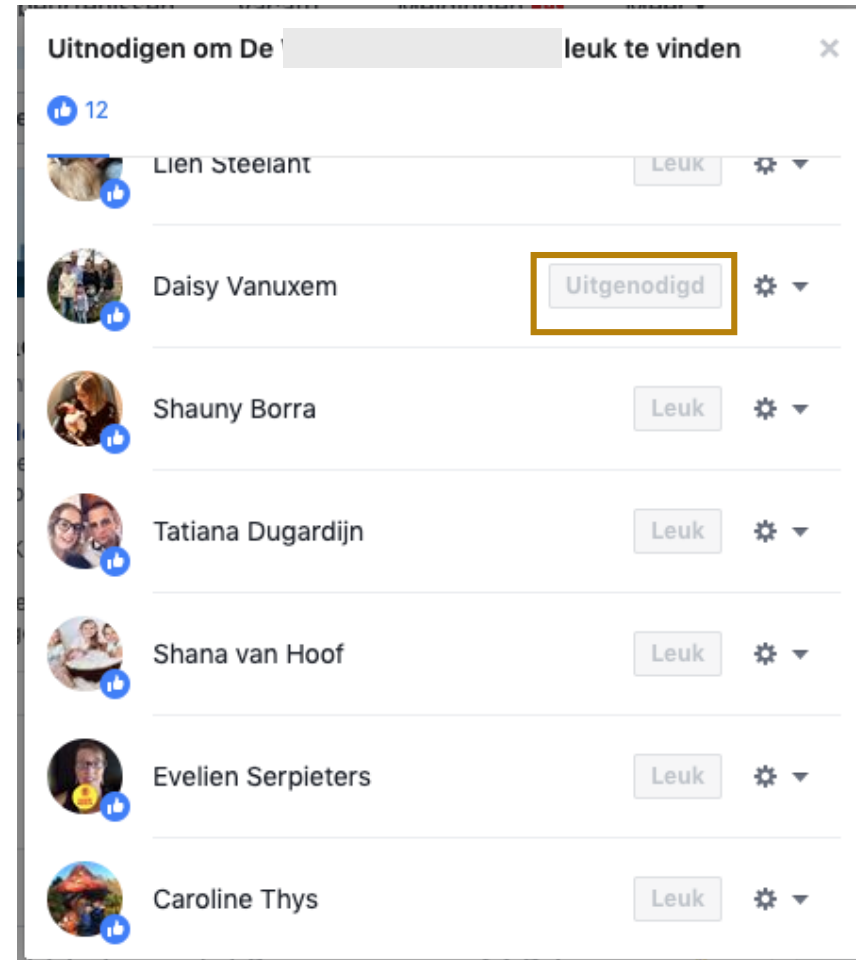 Uitnodigen om De leuk te vinden
12
Lien Steelant Leuk
Daisy Vanuxem Uitgenodigd
Shauny Borra Leuk
Tatiana Dugardijn Leuk
Shana van Hoof Leuk
Evelien Serpieters Leuk
Caroline Thys Leuk